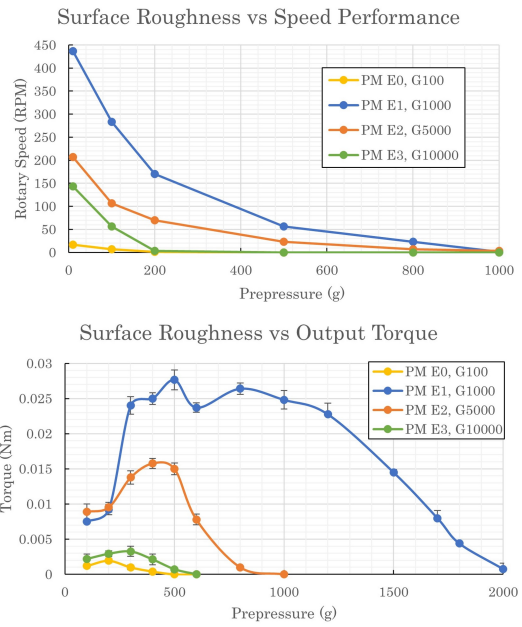 Surface Roughness vs Speed Performance
450
400
350
300
250
200
150
100
50
0
Rotary Speed (RPM)
PM E0, G100
PM E1, G1000
PM E2, G5000
PM E3, G10000
0 200 400 600 800 1000
Prepressure (g)
Surface Roughness vs Output Torque
0.03
0.025
0.02
0.015
0.01
0.005
0
Torque (Nm)
PM E0, G100
PM E1, G1000
PM E2, G5000
PM E3, G10000
0 500 1000 1500 2000
Prepressure (g)